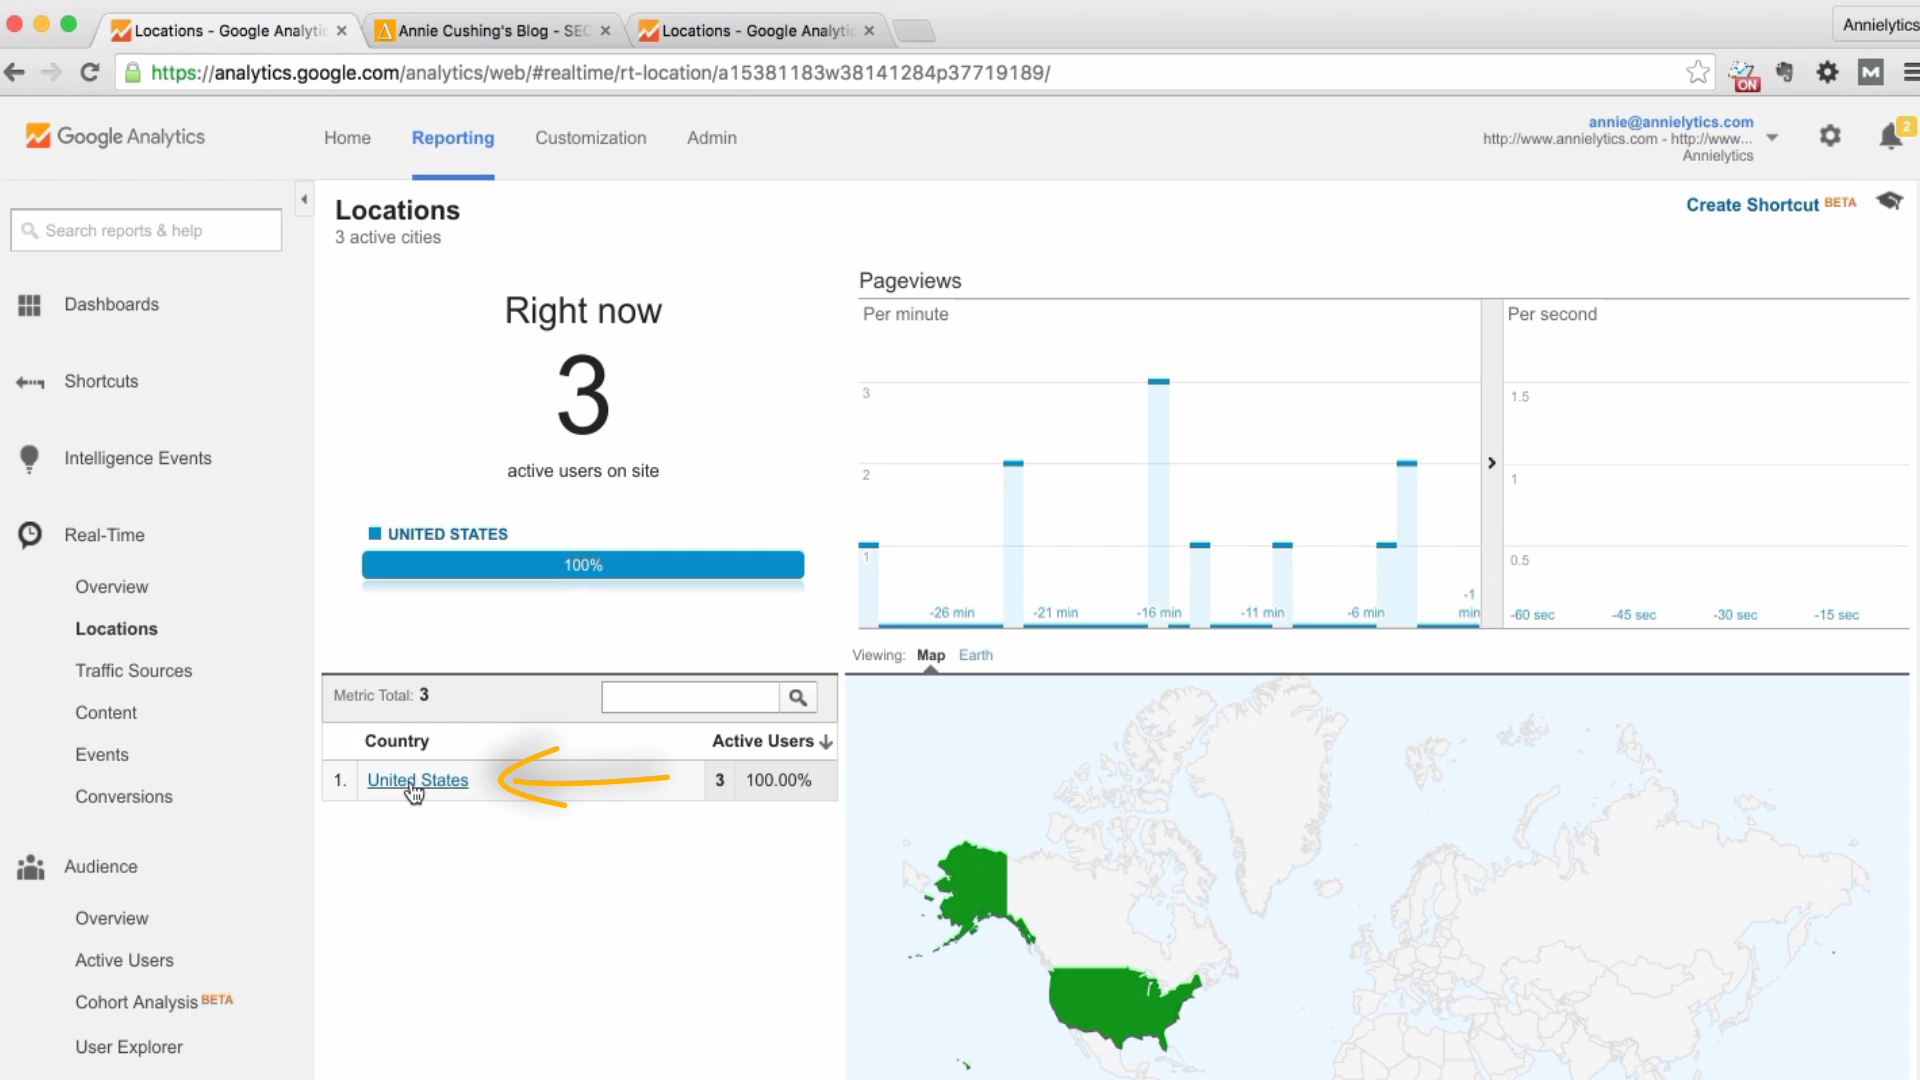 Locations - Google Analytic
Annie Cushing's Blog - SEO
Locations - Google Analytic
Annielytics
https://analytics.google.com/analytics/web/#realtime/rt-location/a15381183w38141284p37719189/
ON
M
Google Analytics
Home
Reporting
Customization
Admin
annie@annielytics.com
http://www.annielytics.com - http://www...
Annielytics
2
Search reports & help
Locations
3 active cities
Create Shortcut BETA
Dashboards
Shortcuts
Intelligence Events
Real-Time
Overview
Locations
Traffic Sources
Content
Events
Conversions
Audience
Overview
Active Users
Cohort Analysis BETA
User Explorer
Right now
3
active users on site
UNITED STATES
100%
Pageviews
Per minute
3
2
1
-26 min
-21 min
-16 min
-11 min
-6 min
-1
min
Per second
1.5
1
0.5
-60 sec
-45 sec
-30 sec
-15 sec
Viewing: Map Earth
Metric Total: 3
Country
Active Users
1. United States 3 100.00%